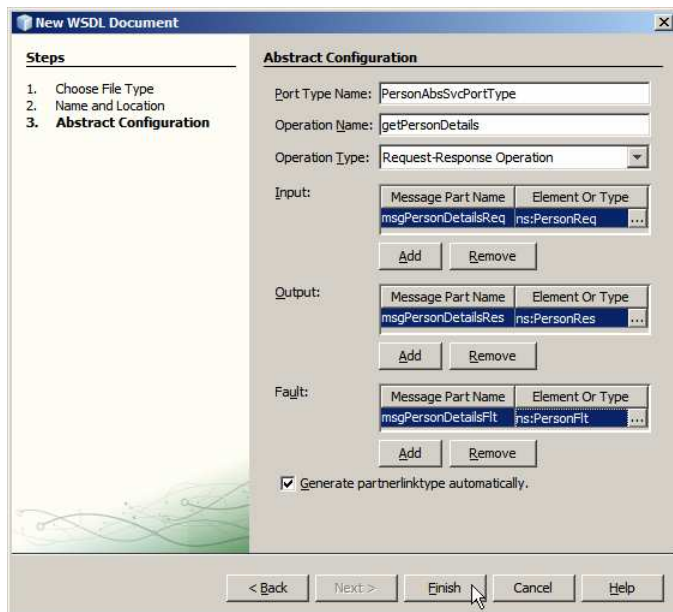 New WSDL Document
Steps
1. Choose File Type
2. Name and Location
3. Abstract Configuration
Abstract Configuration
Port Type Name: PersonAbsSvcPortType
Operation Name: getPersonDetails
Operation Type: Request-Response Operation
Input:
Message Part Name Element Or Type
msgPersonDetailsReq ns:PersonReq ...
Add Remove
Output:
Message Part Name Element Or Type
msgPersonDetailsRes ns:PersonRes ...
Add Remove
Fault:
Message Part Name Element Or Type
msgPersonDetailsFlt ns:PersonFlt ...
Add Remove
Generate partnerlinktype automatically.
< Back Next > Finish Cancel Help